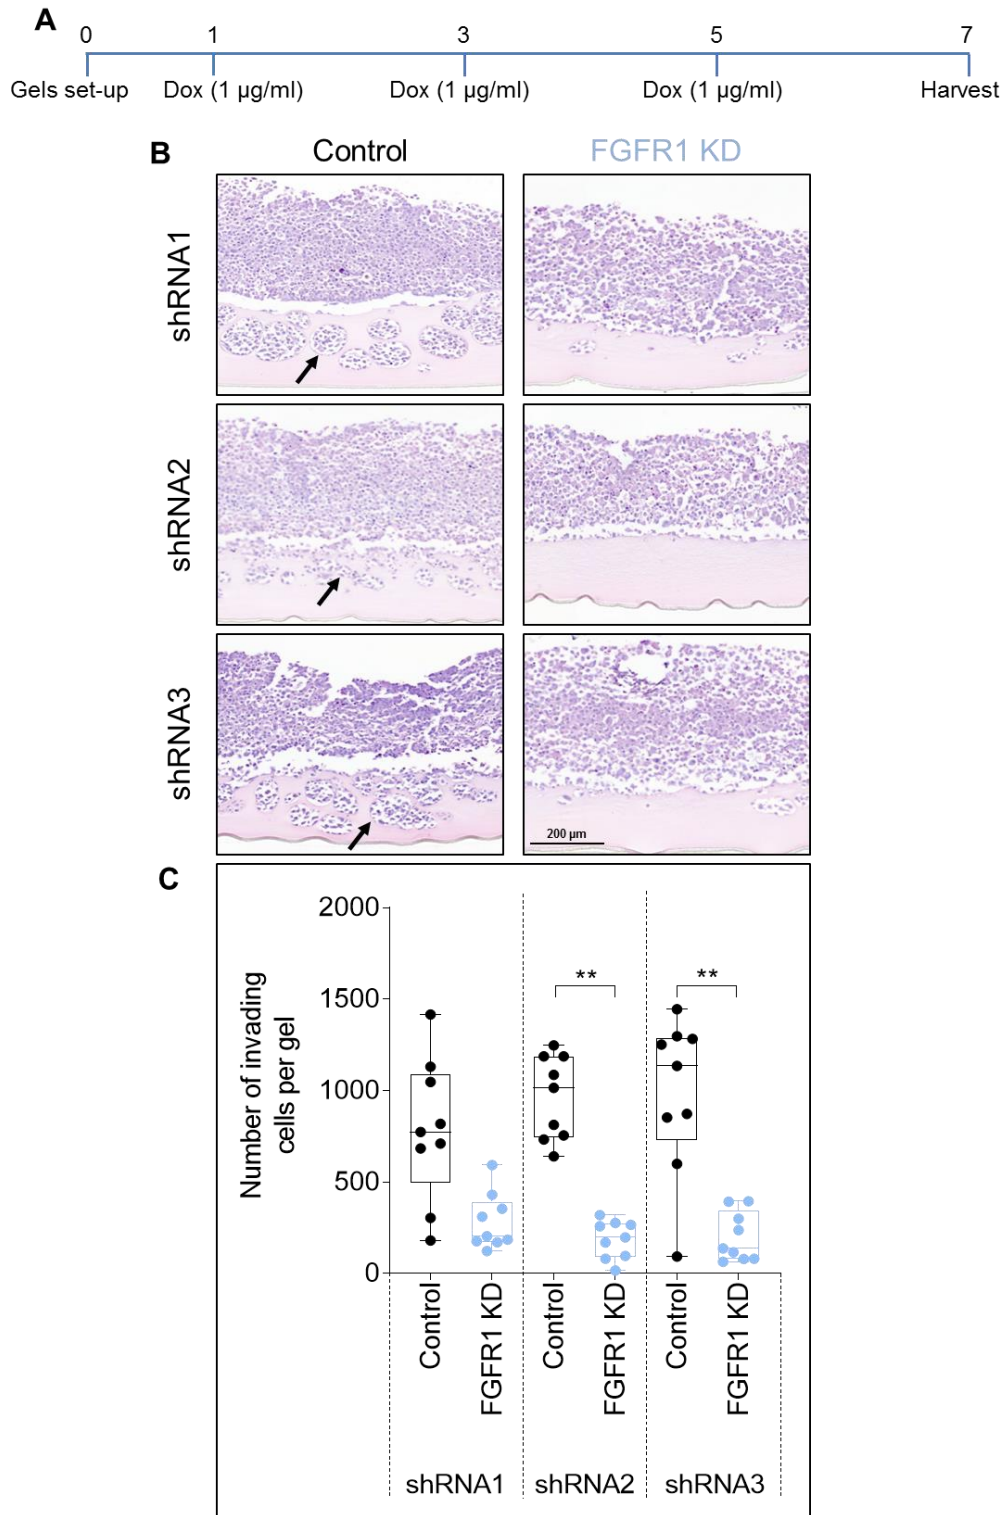 A
0 1 3 5 7
Gels set-up Dox (1 µg/ml) Dox (1 µg/ml) Dox (1 µg/ml) Harvest
B
Control FGFR1 KD
shRNA1
shRNA2
shRNA3
200 µm
C
Number of invading
cells per gel
2000
1500
1000
500
0
** **
Control FGFR1 KD Control FGFR1 KD Control FGFR1 KD
shRNA1 shRNA2 shRNA3